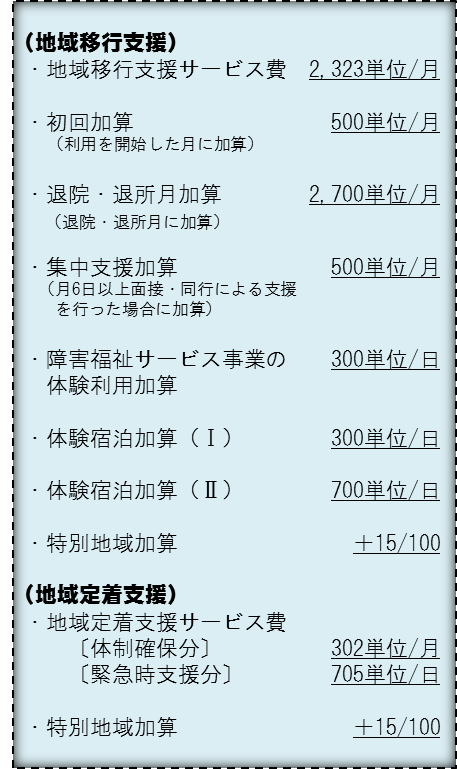 （地域移行支援）
・地域移行支援サービス費　2,323単位/月
・初回加算　500単位/月
（利用を開始した月に加算）
・退院・退所月加算　2,700単位/月
（退院・退所月に加算）
・集中支援加算　500単位/月
（月6日以上面接・同行による支援
を行った場合に加算）
・障害福祉サービス事業の　300単位/日
体験利用加算
・体験宿泊加算（Ⅰ）　300単位/日
・体験宿泊加算（Ⅱ）　700単位/日
・特別地域加算　＋15/100
（地域定着支援）
・地域定着支援サービス費
〔体制確保分〕　302単位/月
〔緊急時支援分〕　705単位/日
・特別地域加算　＋15/100